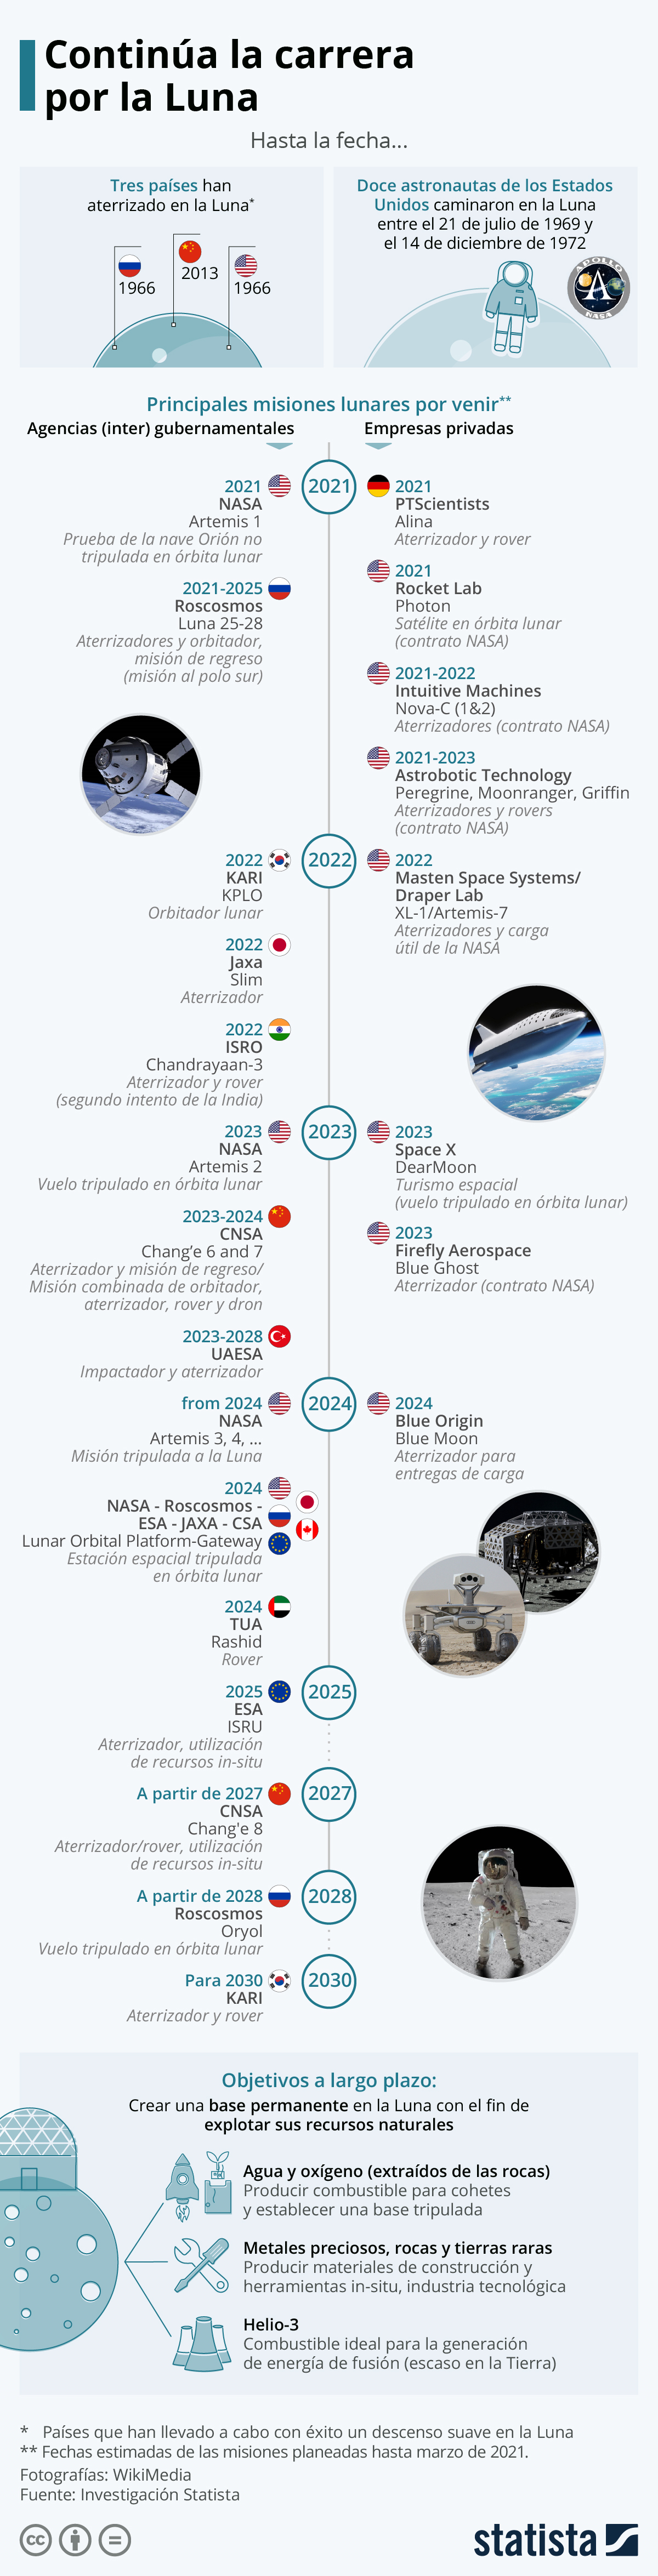 Continúa la carrera
por la Luna
Hasta la fecha...
Tres países han
aterrizado en la Luna*
1966
2013
1966
Doce astronautas de los Estados
Unidos caminaron en la Luna
entre el 21 de julio de 1969 y
el 14 de diciembre de 1972
APOLLO
A
NASA
Principales misiones lunares por venir**
Agencias (inter) gubernamentales
Empresas privadas
2021
2021
NASA
Artemis 1
Prueba de la nave Orión no
tripulada en órbita lunar
2021-2025
Roscosmos
Luna 25-28
Aterrizadores y orbitador,
misión de regreso
(misión al polo sur)
2021
PTScientists
Alina
Aterrizador y rover
2021
Rocket Lab
Photon
Satélite en órbita lunar
(contrato NASA)
2021-2022
Intuitive Machines
Nova-C (1&2)
Aterrizadores (contrato NASA)
2021-2023
Astrobotic Technology
Peregrine, Moonranger, Griffin
Aterrizadores y rovers
(contrato NASA)
2022
2022
KARI
KPLO
Orbitador lunar
2022
Jaxa
Slim
Aterrizador
2022
ISRO
Chandrayaan-3
Aterrizador y rover
(segundo intento de la India)
2022
Masten Space Systems/
Draper Lab
XL-1/Artemis-7
Aterrizadores y carga
útil de la NASA
2023
2023
NASA
Artemis 2
Vuelo tripulado en órbita lunar
2023-2024
CNSA
Chang’e 6 and 7
Aterrizador y misión de regreso/
Misión combinada de orbitador,
aterrizador, rover y dron
2023-2028
UAESA
Impactador y aterrizador
2023
Space X
DearMoon
Turismo espacial
(vuelo tripulado en órbita lunar)
2023
Firefly Aerospace
Blue Ghost
Aterrizador (contrato NASA)
2024
from 2024
NASA
Artemis 3, 4, ...
Misión tripulada a la Luna
2024
NASA - Roscosmos -
ESA - JAXA - CSA
Lunar Orbital Platform-Gateway
Estación espacial tripulada
en órbita lunar
2024
TUA
Rashid
Rover
2024
Blue Origin
Blue Moon
Aterrizador para
entregas de carga
2025
2025
ESA
ISRU
Aterrizador, utilización
de recursos in-situ
2027
A partir de 2027
CNSA
Chang'e 8
Aterrizador/rover, utilización
de recursos in-situ
2028
A partir de 2028
Roscosmos
Oryol
Vuelo tripulado en órbita lunar
2030
Para 2030
KARI
Aterrizador y rover
Objetivos a largo plazo:
Crear una base permanente en la Luna con el fin de
explotar sus recursos naturales
Agua y oxígeno (extraídos de las rocas)
Producir combustible para cohetes
y establecer una base tripulada
Metales preciosos, rocas y tierras raras
Producir materiales de construcción y
herramientas in-situ, industria tecnológica
Helio-3
Combustible ideal para la generación
de energía de fusión (escaso en la Tierra)
* Países que han llevado a cabo con éxito un descenso suave en la Luna
** Fechas estimadas de las misiones planeadas hasta marzo de 2021.
Fotografías: WikiMedia
Fuente: Investigación Statista
cc
statista